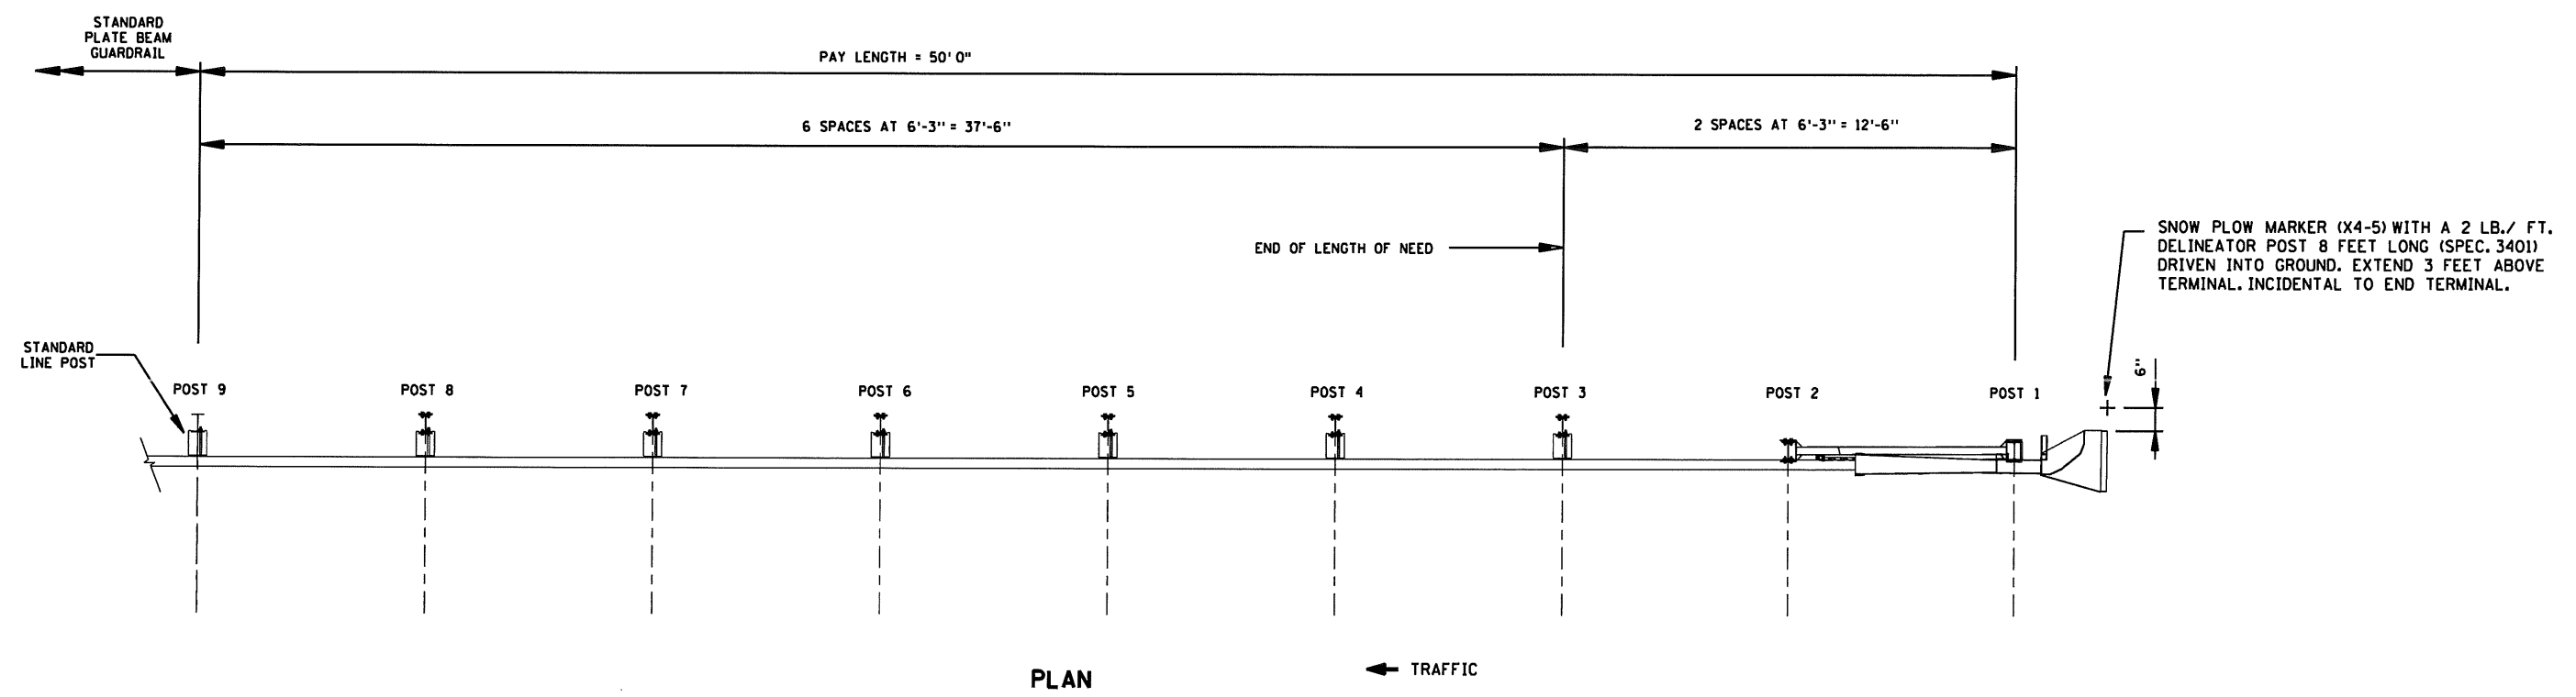 STANDARD
PLATE BEAM
GUARDRAIL
PAY LENGTH = 50' 0"
6 SPACES AT 6'-3" = 37'-6"
2 SPACES AT 6'-3" = 12'-6"
END OF LENGTH OF NEED
SNOW PLOW MARKER (X4-5) WITH A 2 LB./ FT.
DELINEATOR POST 8 FEET LONG (SPEC. 3401)
DRIVEN INTO GROUND. EXTEND 3 FEET ABOVE
TERMINAL. INCIDENTAL TO END TERMINAL.
STANDARD
LINE POST
6"
POST 9
POST 8
POST 7
POST 6
POST 5
POST 4
POST 3
POST 2
POST 1
PLAN
TRAFFIC